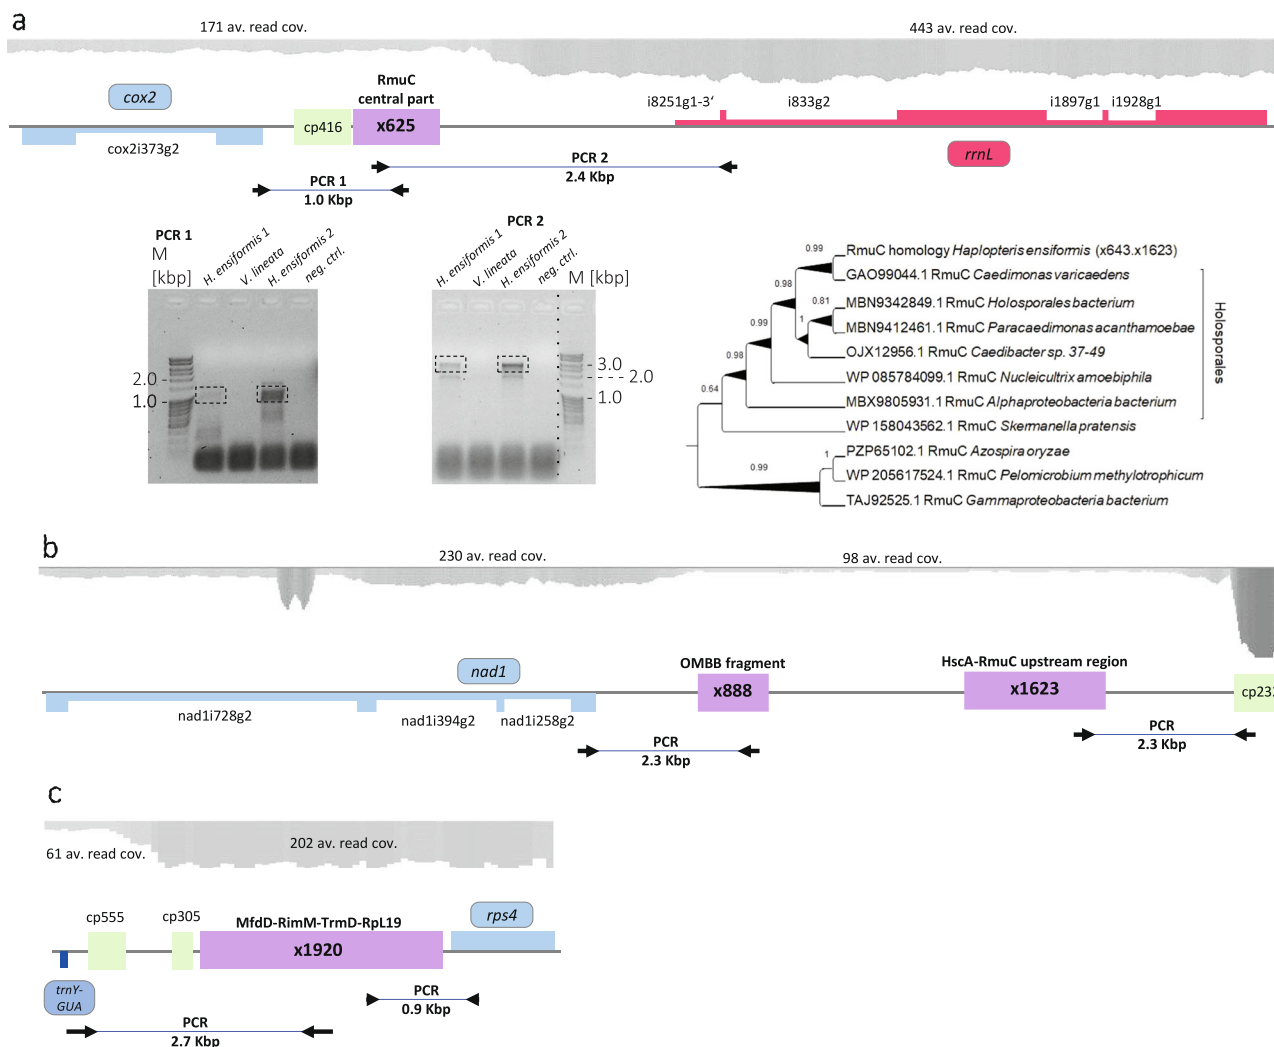 a
171 av. read cov.
443 av. read cov.
cox2
RmuC
central part
cp416
x625
i8251g1-3′
i833g2
i1897g1
i1928g1
cox2i373g2
rrnL
PCR 2
2.4 Kbp
PCR 1
1.0 Kbp
PCR 1
M
[kbp]
H. ensiformis 1
V. lineata
H. ensiformis 2
neg. ctrl.
2.0
1.0
PCR 2
H. ensiformis 1
V. lineata
H. ensiformis 2
neg. ctrl.
M [kbp]
3.0
2.0
1.0
0.99
RmuC homology Haplopteris ensiformis (x643.x1623)
GAO99044.1 RmuC Caedimonas varicaedens
0.98
0.81
MBN9342849.1 RmuC Holosporales bacterium
0.99
1
MBN9412461.1 RmuC Paracaedimonas acanthamoebae
0.98
OJX12956.1 RmuC Caedibacter sp. 37-49
WP 085784099.1 RmuC Nucleicultrix amoebiphila
0.64
MBX9805931.1 RmuC Alphaproteobacteria bacterium
WP 158043562.1 RmuC Skermanella pratensis
PZP65102.1 RmuC Azospira oryzae
1
0.99
WP 205617524.1 RmuC Pelomicrobium methylotrophicum
TAJ92525.1 RmuC Gammaproteobacteria bacterium
Holosporales
b
230 av. read cov.
98 av. read cov.
nad1
OMBB fragment
x888
HscA-RmuC upstream region
x1623
cp232
nad1i728g2
nad1i394g2
nad1i258g2
PCR
2.3 Kbp
PCR
2.3 Kbp
c
61 av. read cov.
202 av. read cov.
cp555
cp305
MfdD-RimM-TrmD-RpL19
x1920
rps4
trnY-
GUA
PCR
0.9 Kbp
PCR
2.7 Kbp